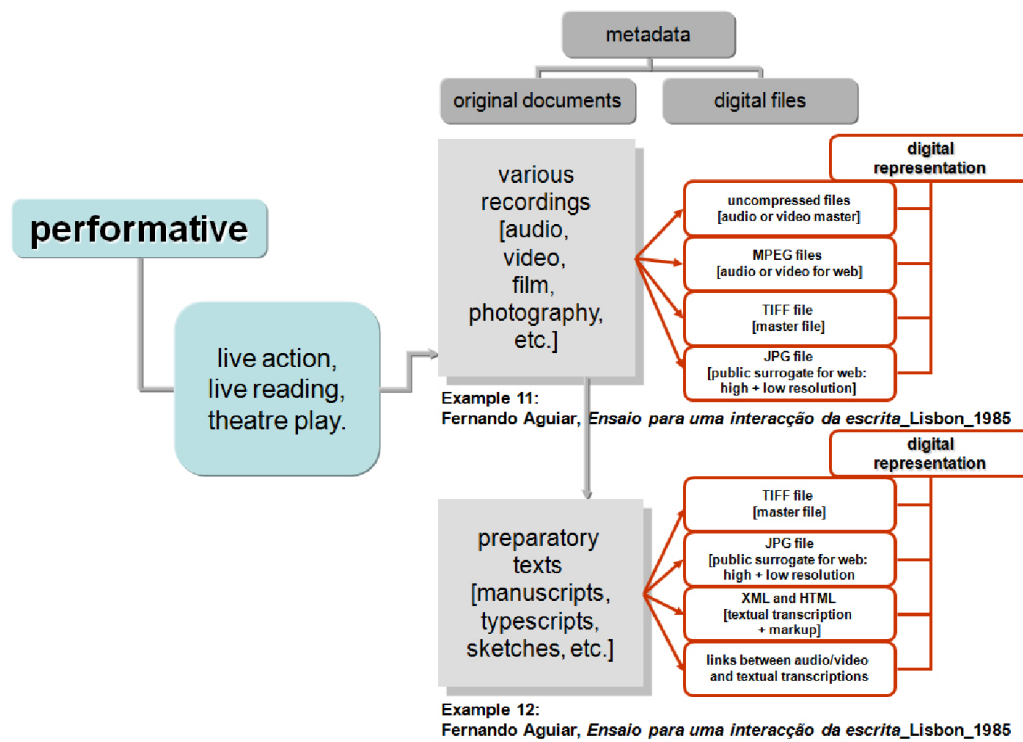 metadata
original documents
digital files
performative
live action,
live reading,
theatre play.
various
recordings
[audio,
video,
film,
photography,
etc.]
digital
representation
uncompressed files
[audio or video master]
MPEG files
[audio or video for web]
TIFF file
[master file]
JPG file
[public surrogate for web:
high + low resolution]
Example 11:
Fernando Aguiar, Ensaio para uma interacção da escrita_Lisbon_1985
preparatory
texts
[manuscripts,
typescripts,
sketches, etc.]
digital
representation
TIFF file
[master file]
JPG file
[public surrogate for web:
high + low resolution
XML and HTML
[textual transcription
+ markup]
links between audio/video
and textual transcriptions
Example 12:
Fernando Aguiar, Ensaio para uma interacção da escrita_Lisbon_1985